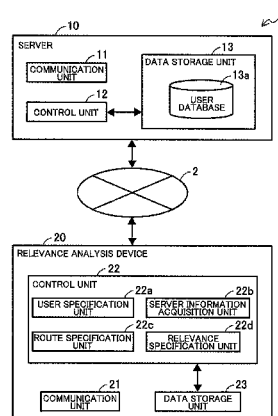 10
SERVER
11
COMMUNICATION
UNIT
12
CONTROL UNIT
13
DATA STORAGE UNIT
13a
USER
DATABASE
2
20
RELEVANCE ANALYSIS DEVICE
22
CONTROL UNIT
22a
USER SPECIFICATION
UNIT
22b
SERVER INFORMATION
ACQUISITION UNIT
22c
ROUTE SPECIFICATION
UNIT
22d
RELEVANCE
SPECIFICATION UNIT
21
COMMUNICATION
UNIT
23
DATA STORAGE
UNIT